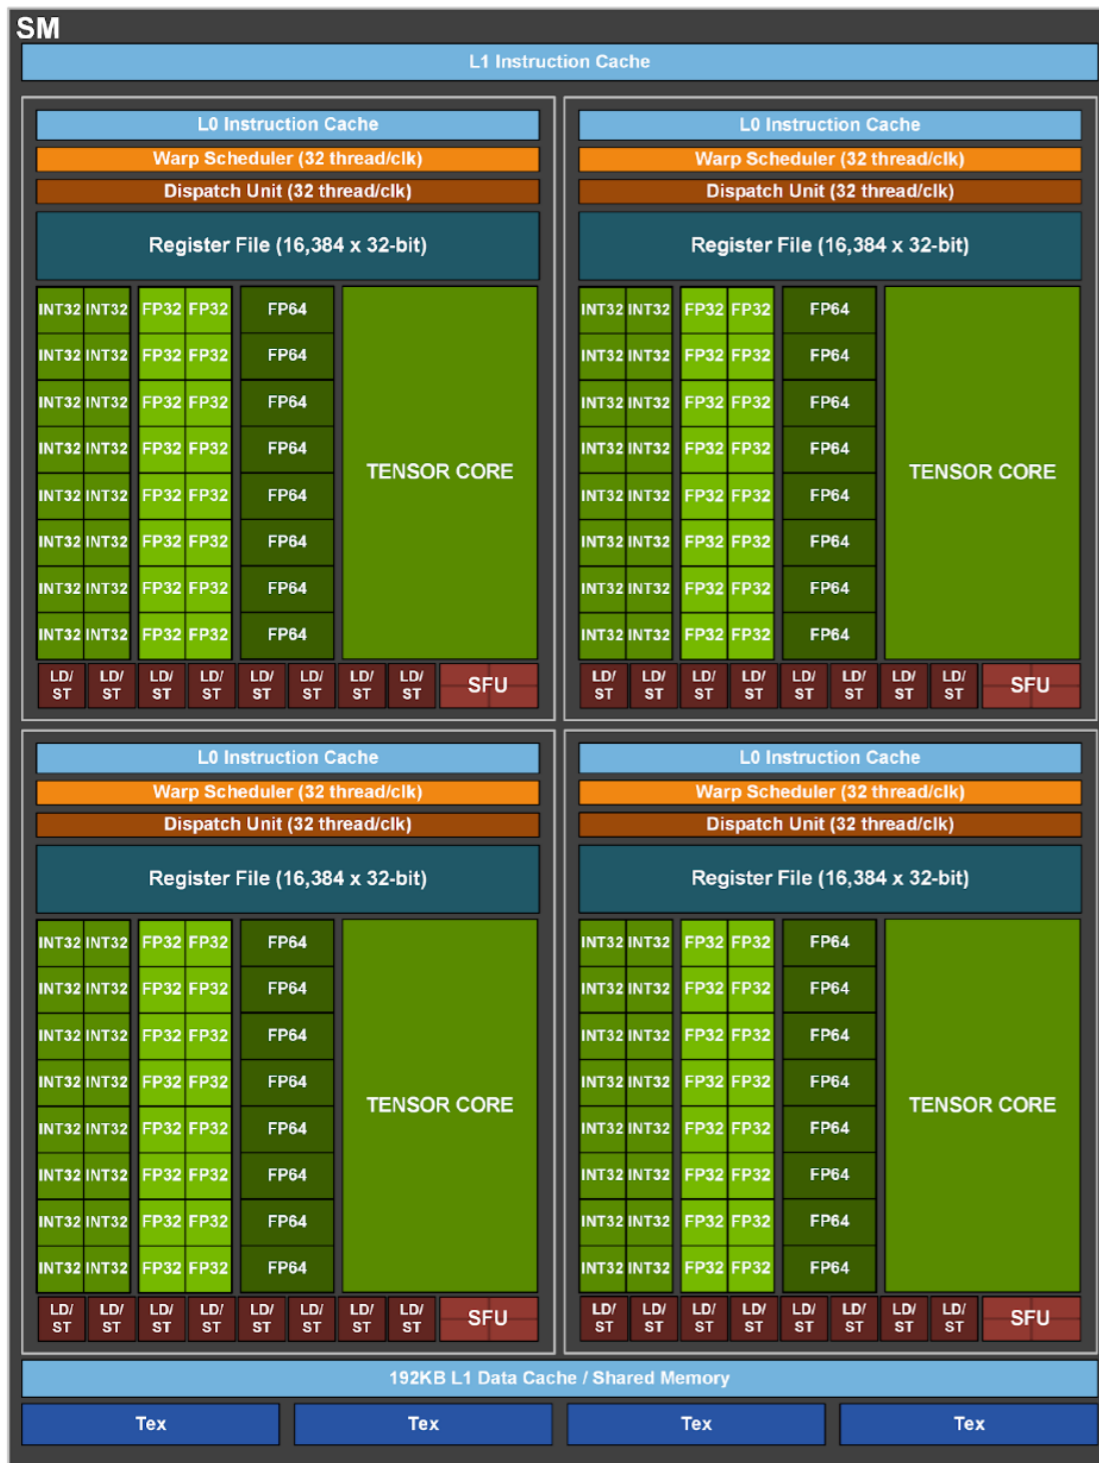 SM
L1 Instruction Cache
L0 Instruction Cache
Warp Scheduler (32 thread/clk)
Dispatch Unit (32 thread/clk)
Register File (16,384 x 32-bit)
INT32 INT32 FP32 FP32 FP64
INT32 INT32 FP32 FP32 FP64
INT32 INT32 FP32 FP32 FP64
INT32 INT32 FP32 FP32 FP64
TENSOR CORE
INT32 INT32 FP32 FP32 FP64
INT32 INT32 FP32 FP32 FP64
INT32 INT32 FP32 FP32 FP64
INT32 INT32 FP32 FP32 FP64
LD/ LD/ LD/ LD/ LD/ LD/ LD/ LD/
ST ST ST ST ST ST ST ST
SFU
L0 Instruction Cache
Warp Scheduler (32 thread/clk)
Dispatch Unit (32 thread/clk)
Register File (16,384 x 32-bit)
INT32 INT32 FP32 FP32 FP64
INT32 INT32 FP32 FP32 FP64
INT32 INT32 FP32 FP32 FP64
INT32 INT32 FP32 FP32 FP64
TENSOR CORE
INT32 INT32 FP32 FP32 FP64
INT32 INT32 FP32 FP32 FP64
INT32 INT32 FP32 FP32 FP64
INT32 INT32 FP32 FP32 FP64
LD/ LD/ LD/ LD/ LD/ LD/ LD/ LD/
ST ST ST ST ST ST ST ST
SFU
L0 Instruction Cache
Warp Scheduler (32 thread/clk)
Dispatch Unit (32 thread/clk)
Register File (16,384 x 32-bit)
INT32 INT32 FP32 FP32 FP64
INT32 INT32 FP32 FP32 FP64
INT32 INT32 FP32 FP32 FP64
INT32 INT32 FP32 FP32 FP64
TENSOR CORE
INT32 INT32 FP32 FP32 FP64
INT32 INT32 FP32 FP32 FP64
INT32 INT32 FP32 FP32 FP64
INT32 INT32 FP32 FP32 FP64
LD/ LD/ LD/ LD/ LD/ LD/ LD/ LD/
ST ST ST ST ST ST ST ST
SFU
L0 Instruction Cache
Warp Scheduler (32 thread/clk)
Dispatch Unit (32 thread/clk)
Register File (16,384 x 32-bit)
INT32 INT32 FP32 FP32 FP64
INT32 INT32 FP32 FP32 FP64
INT32 INT32 FP32 FP32 FP64
INT32 INT32 FP32 FP32 FP64
TENSOR CORE
INT32 INT32 FP32 FP32 FP64
INT32 INT32 FP32 FP32 FP64
INT32 INT32 FP32 FP32 FP64
INT32 INT32 FP32 FP32 FP64
LD/ LD/ LD/ LD/ LD/ LD/ LD/ LD/
ST ST ST ST ST ST ST ST
SFU
192KB L1 Data Cache / Shared Memory
Tex Tex Tex Tex